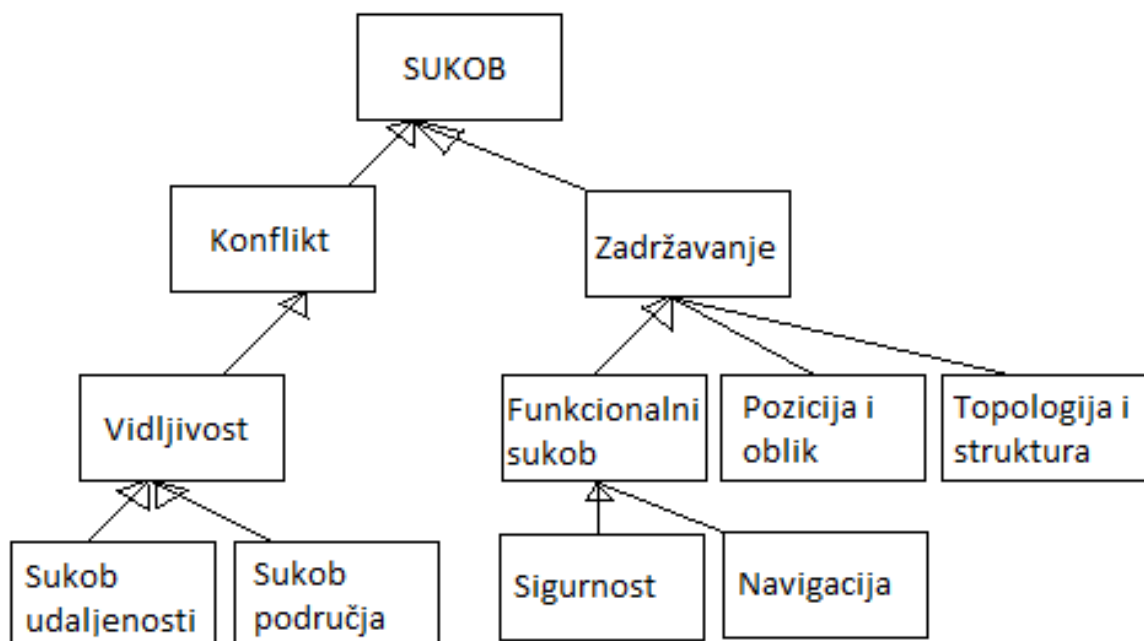 SUKOB
Konflikt
Zadržavanje
Vidljivost
Funkcionalni
sukob
Pozicija i
oblik
Topologija i
struktura
Sukob
udaljenosti
Sukob
područja
Sigurnost
Navigacija